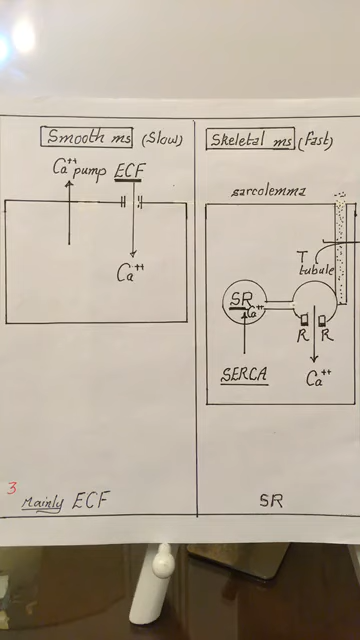 Smooth ms (Slow)
Ca++ pump ECF
Ca++
3
Mainly ECF
Skeletal ms (Fast)
sarcolemma
T
tubule
SR Ca++
R R
SERCA
Ca++
SR